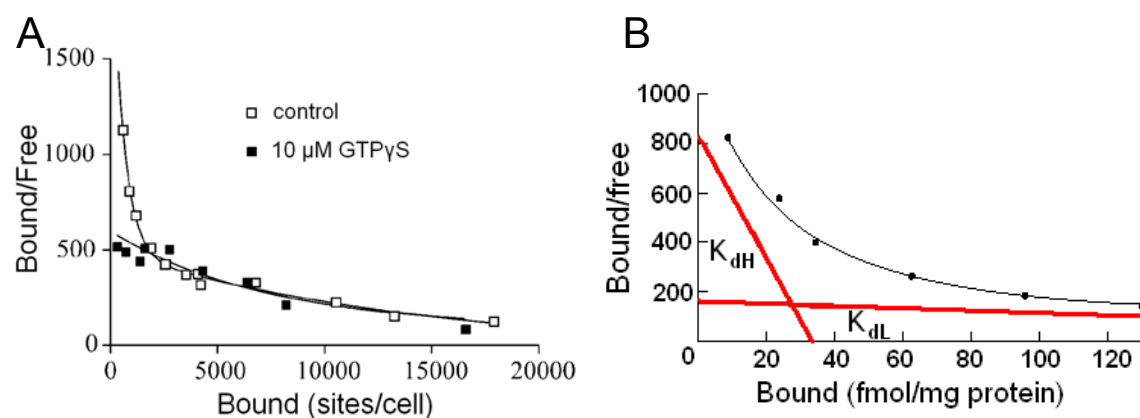 A
1500
1000
500
0
Bound/Free
control
10 µM GTPγS
0 5000 10000 15000 20000
Bound (sites/cell)
B
1000
800
600
400
200
0
Bound/free
KdH
KdL
0 20 40 60 80 100 120
Bound (fmol/mg protein)